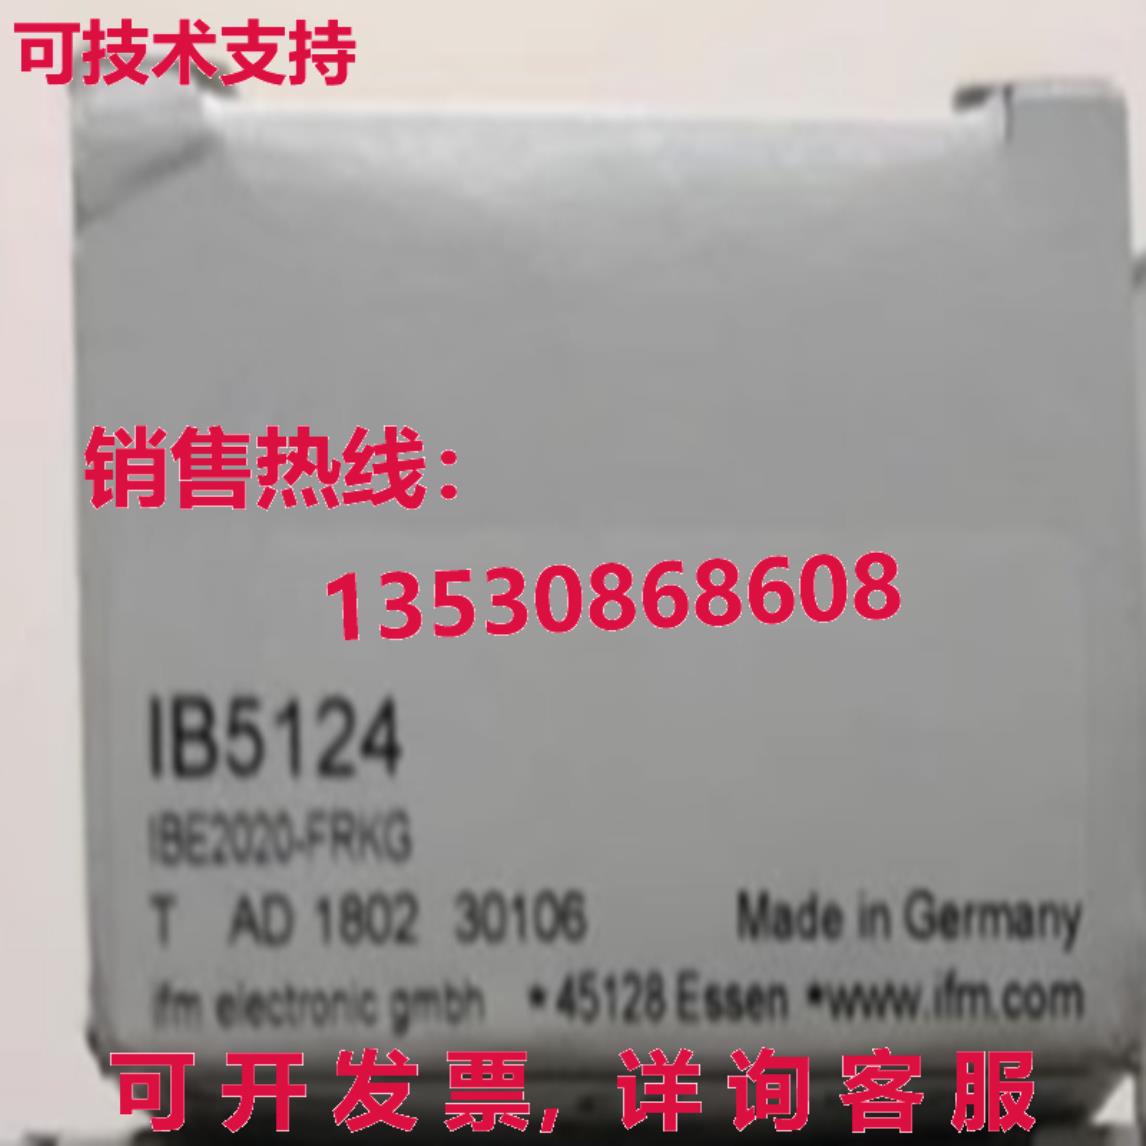 可技术支持
销售热线：
13530868608
IB5124
IBE2020-FRKG
T AD 1802 30106 Made in Germany
ifm electronic gmbh •45128 Essen •www.ifm.com
可开发票, 详询客服